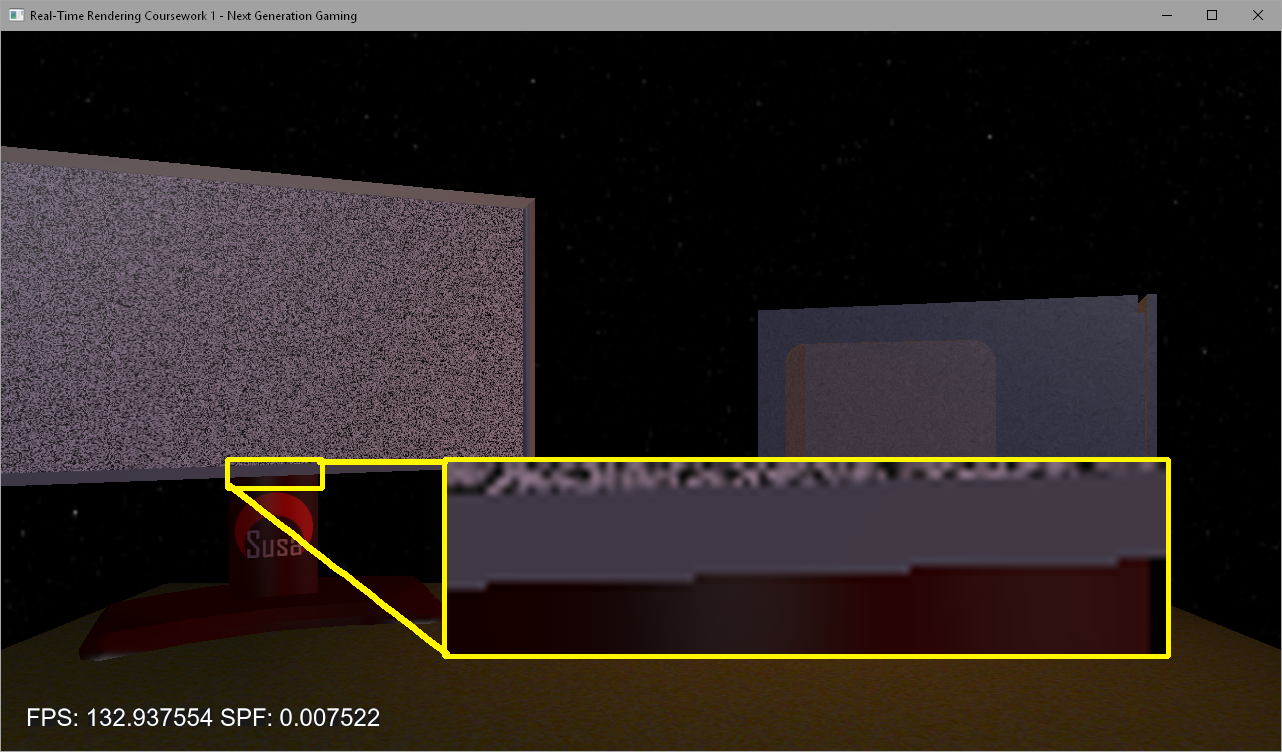 Real-Time Rendering Coursework 1 - Next Generation Gaming
Susa
FPS: 132.937554 SPF: 0.007522